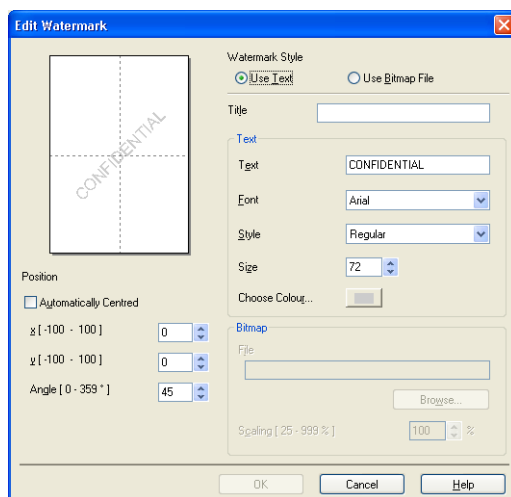 Edit Watermark
CONFIDENTIAL
Position
Automatically Centred
x [ -100 - 100 ] 0
y [ -100 - 100 ] 0
Angle [ 0 - 359 ° ] 45
Watermark Style
Use Text Use Bitmap File
Title
Text
Text CONFIDENTIAL
Font Arial
Style Regular
Size 72
Choose Colour...
Bitmap
File
Browse...
Scaling [ 25 - 999 % ] 100 %
OK Cancel Help